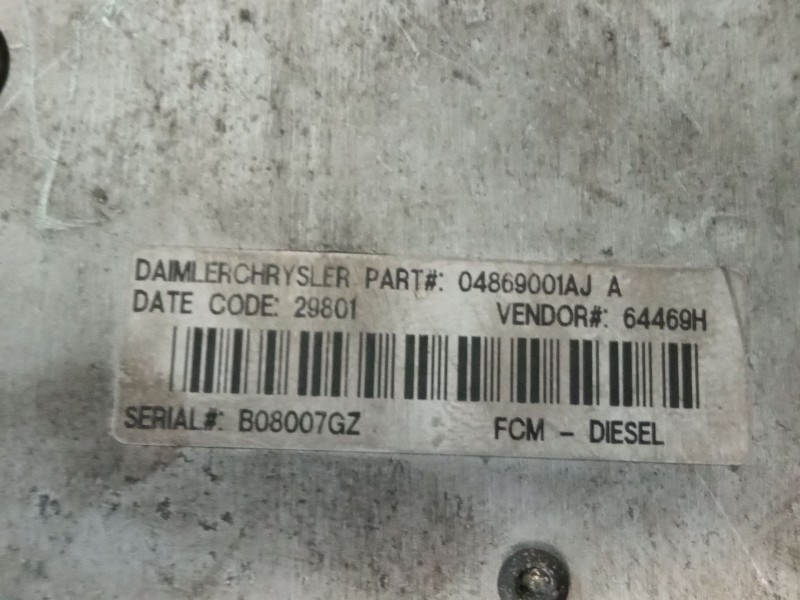 DAIMLERCHRYSLER PART#: 04869001AJ A
DATE CODE: 29801 VENDOR#: 64469H
SERIAL#: B08007GZ FCM - DIESEL